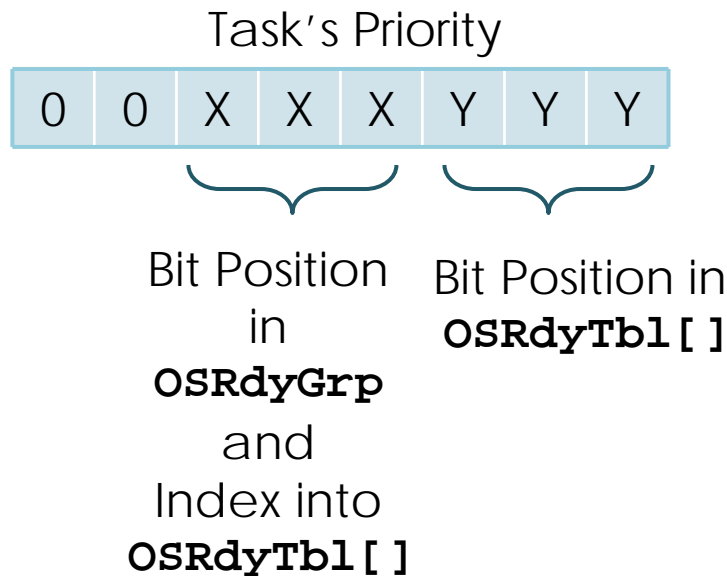 Task's Priority
0 0 X X X Y Y Y
Bit Position
in
OSRdyGrp
and
Index into
OSRdyTbl[]
Bit Position in
OSRdyTbl[]